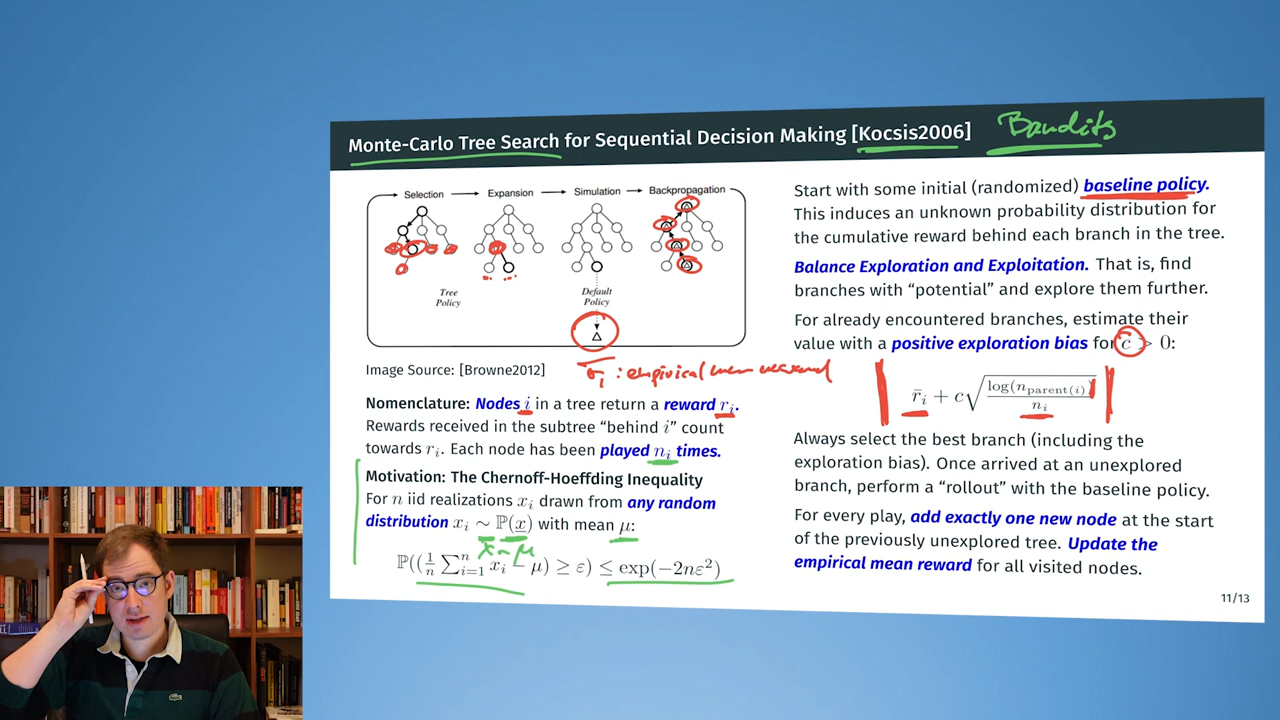 Monte-Carlo Tree Search for Sequential Decision Making [Kocsis2006] Bandits
Selection Expansion Simulation Backpropagation
Tree
Policy
Default
Policy
Image Source: [Browne2012]
r̄ᵢ : empirical mean reward
Nomenclature: Nodes i in a tree return a reward rᵢ.
Rewards received in the subtree “behind i” count
towards rᵢ. Each node has been played nᵢ times.
Motivation: The Chernoff-Hoeffding Inequality
For n iid realizations xᵢ drawn from any random
distribution xᵢ ∼ ℙ(x) with mean μ:
x̄ ~ μ
ℙ((1/n ∑ᵢ₌₁ⁿ xᵢ − μ) ≥ ε) ≤ exp(−2nε²)
Start with some initial (randomized) baseline policy.
This induces an unknown probability distribution for
the cumulative reward behind each branch in the tree.
Balance Exploration and Exploitation. That is, find
branches with “potential” and explore them further.
For already encountered branches, estimate their
value with a positive exploration bias for c > 0:
r̄ᵢ + c√(log(n_parent(i))/nᵢ)
Always select the best branch (including the
exploration bias). Once arrived at an unexplored
branch, perform a “rollout” with the baseline policy.
For every play, add exactly one new node at the start
of the previously unexplored tree. Update the
empirical mean reward for all visited nodes.
11/13